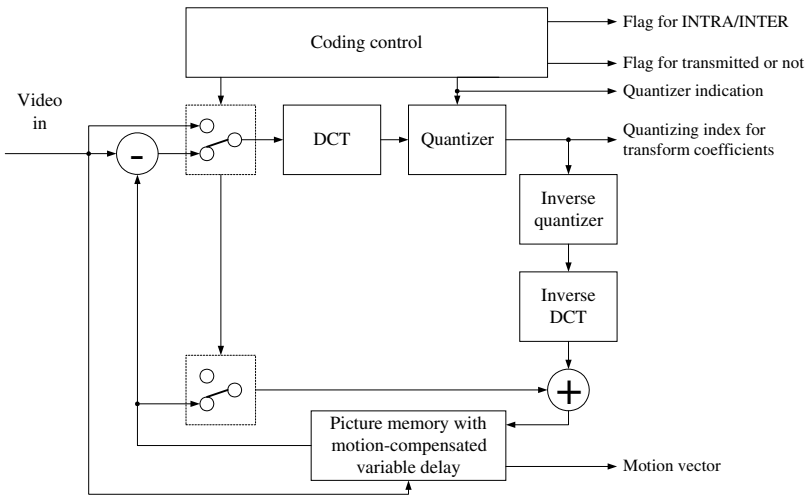 Coding control
Flag for INTRA/INTER
Flag for transmitted or not
Quantizer indication
Video
in
-
DCT
Quantizer
Quantizing index for
transform coefficients
Inverse
quantizer
Inverse
DCT
+
Picture memory with
motion-compensated
variable delay
Motion vector